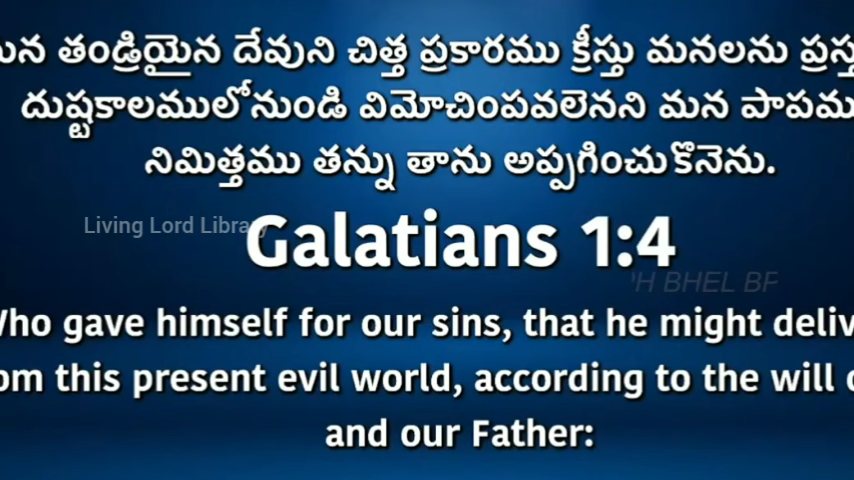 తండ్రియైన దేవుని చిత్త ప్రకారము క్రీస్తు మనలను
దుష్టకాలములోనుండి విమోచింపవలెనని మన
నిమిత్తము తన్ను తాను అప్పగించుకొనెను.
Living Lord Library
Galatians 1:4
BHEL
Who gave himself for our sins, that he might
this present evil world, according to the will
and our Father: